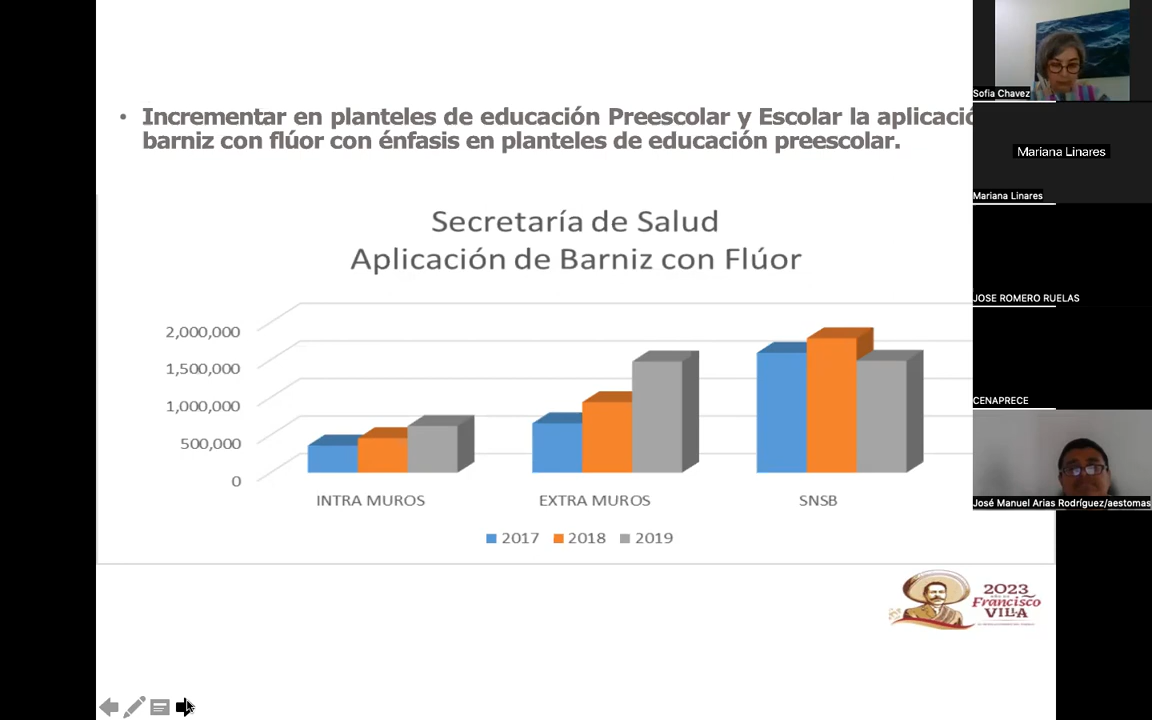 • Incrementar en planteles de educación Preescolar y Escolar la aplicació
barniz con flúor con énfasis en planteles de educación preescolar.
Secretaría de Salud
Aplicación de Barniz con Flúor
2,000,000
1,500,000
1,000,000
500,000
0
INTRA MUROS
EXTRA MUROS
SNSB
2017
2018
2019
2023
Francisco
VILLA
Sofia Chavez
Mariana Linares
Mariana Linares
JOSE ROMERO RUELAS
CENAPRECE
José Manuel Arias Rodríguez/aestomas